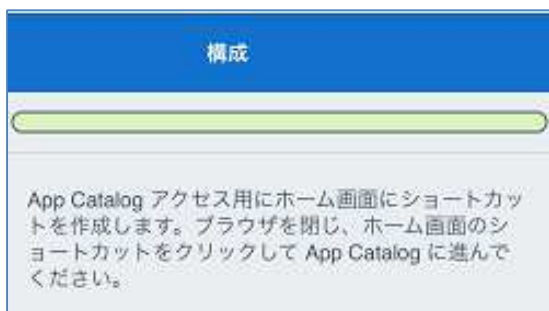 構成
App Catalog アクセス用にホーム画面にショートカッ
トを作成します。ブラウザを閉じ、ホーム画面のシ
ョートカットをクリックして App Catalog に進んで
ください。